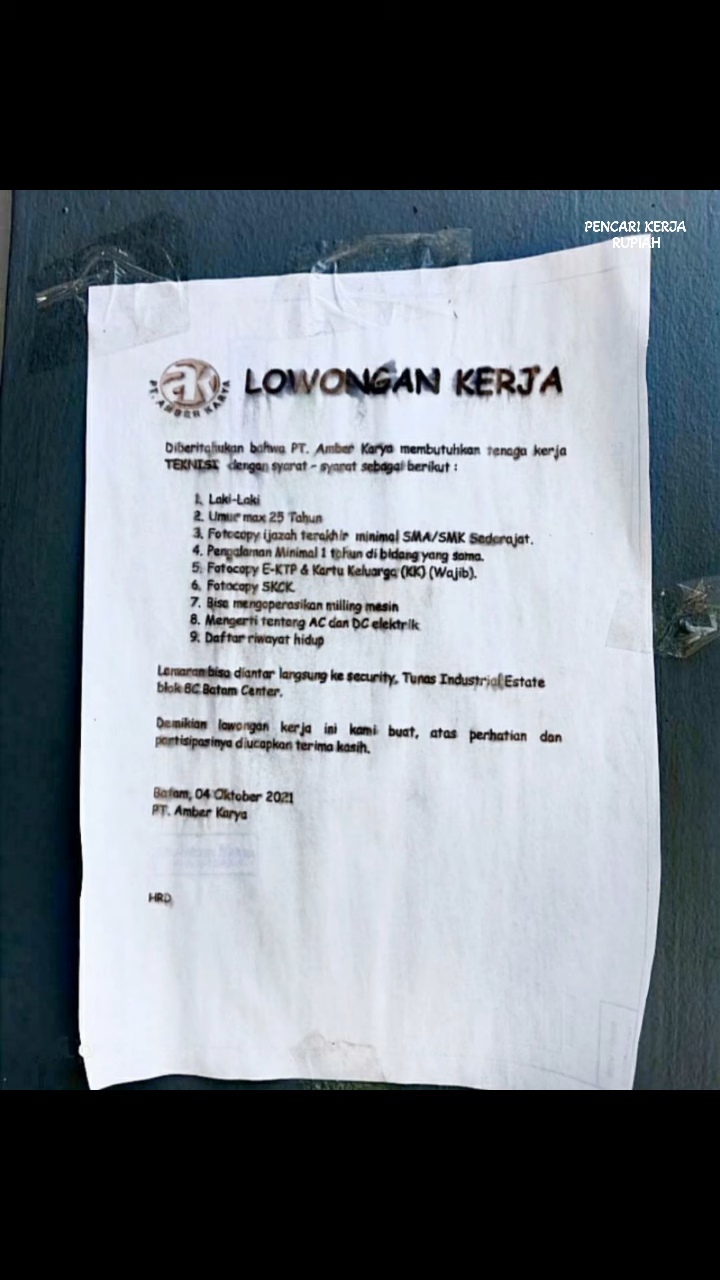 PENCARI KERJA
RUPIAH
ak
PT. AMBER KARYA
LOWONGAN KERJA
Diberitahukan bahwa PT. Amber Karya membutuhkan tenaga kerja
TEKNISI dengan syarat - syarat sebagai berikut :
1. Laki-Laki
2. Umur max 25 Tahun
3. Fotocopy ijazah terakhir minimal SMA/SMK Sederajat.
4. Pengalaman Minimal 1 tahun di bidang yang sama.
5. Fotocopy E-KTP & Kartu Keluarga (KK) (Wajib).
6. Fotocopy SKCK
7. Bisa mengoperasikan milling mesin
8. Mengerti tentang AC dan DC elektrik
9. Daftar riwayat hidup
Lamaran bisa diantar langsung ke security, Tunas Industrial Estate
blok 8C Batam Center.
Demikian lowongan kerja ini kami buat, atas perhatian dan
partisipasinya diucapkan terima kasih.
Batam, 04 Oktober 2021
PT. Amber Karya
HRD